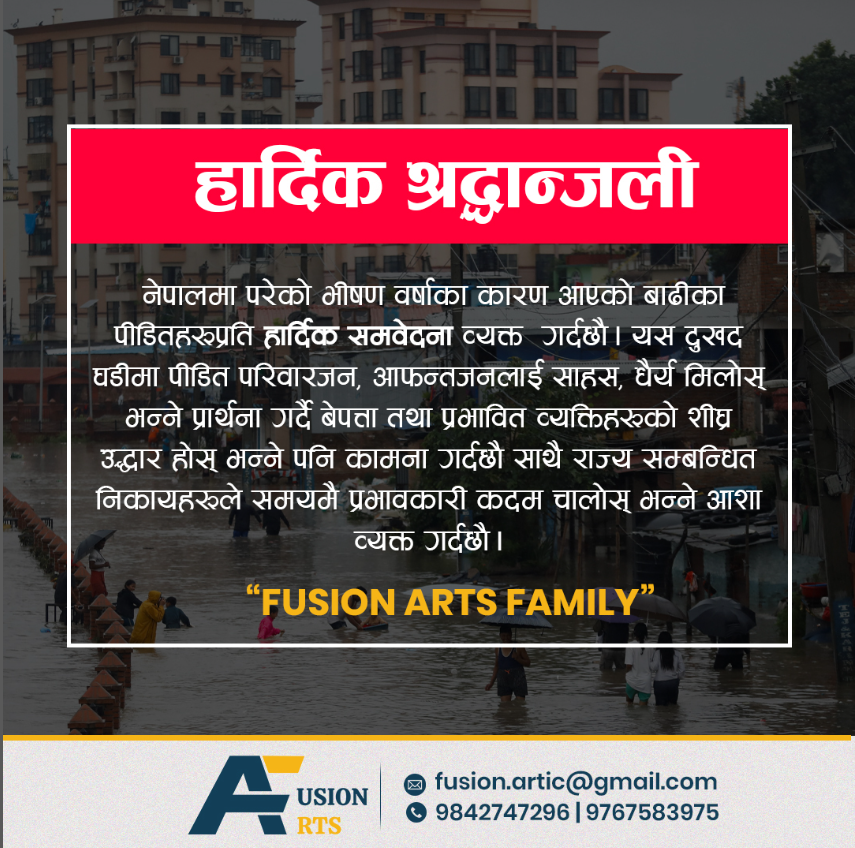 हार्दिक श्रद्धान्जली
नेपालमा परेको भीषण वर्षाका कारण आएको बाढीका
पीडितहरुप्रति हार्दिक समवेदना व्यक्त गर्दछौ । यस दुखद
घडीमा पीडित परिवारजन, आफन्तजनलाई साहस, धैर्य मिलोस्
भन्ने प्रार्थना गर्दै बेपत्ता तथा प्रभावित व्यक्तिहरुको शीघ्र
उद्धार होस् भन्ने पनि कामना गर्दछौ साथै राज्य सम्बन्धित
निकायहरुले समयमै प्रभावकारी कदम चालोस् भन्ने आशा
व्यक्त गर्दछौ ।
“FUSION ARTS FAMILY”
AF USION
RTS
fusion.artic@gmail.com
9842747296 | 9767583975